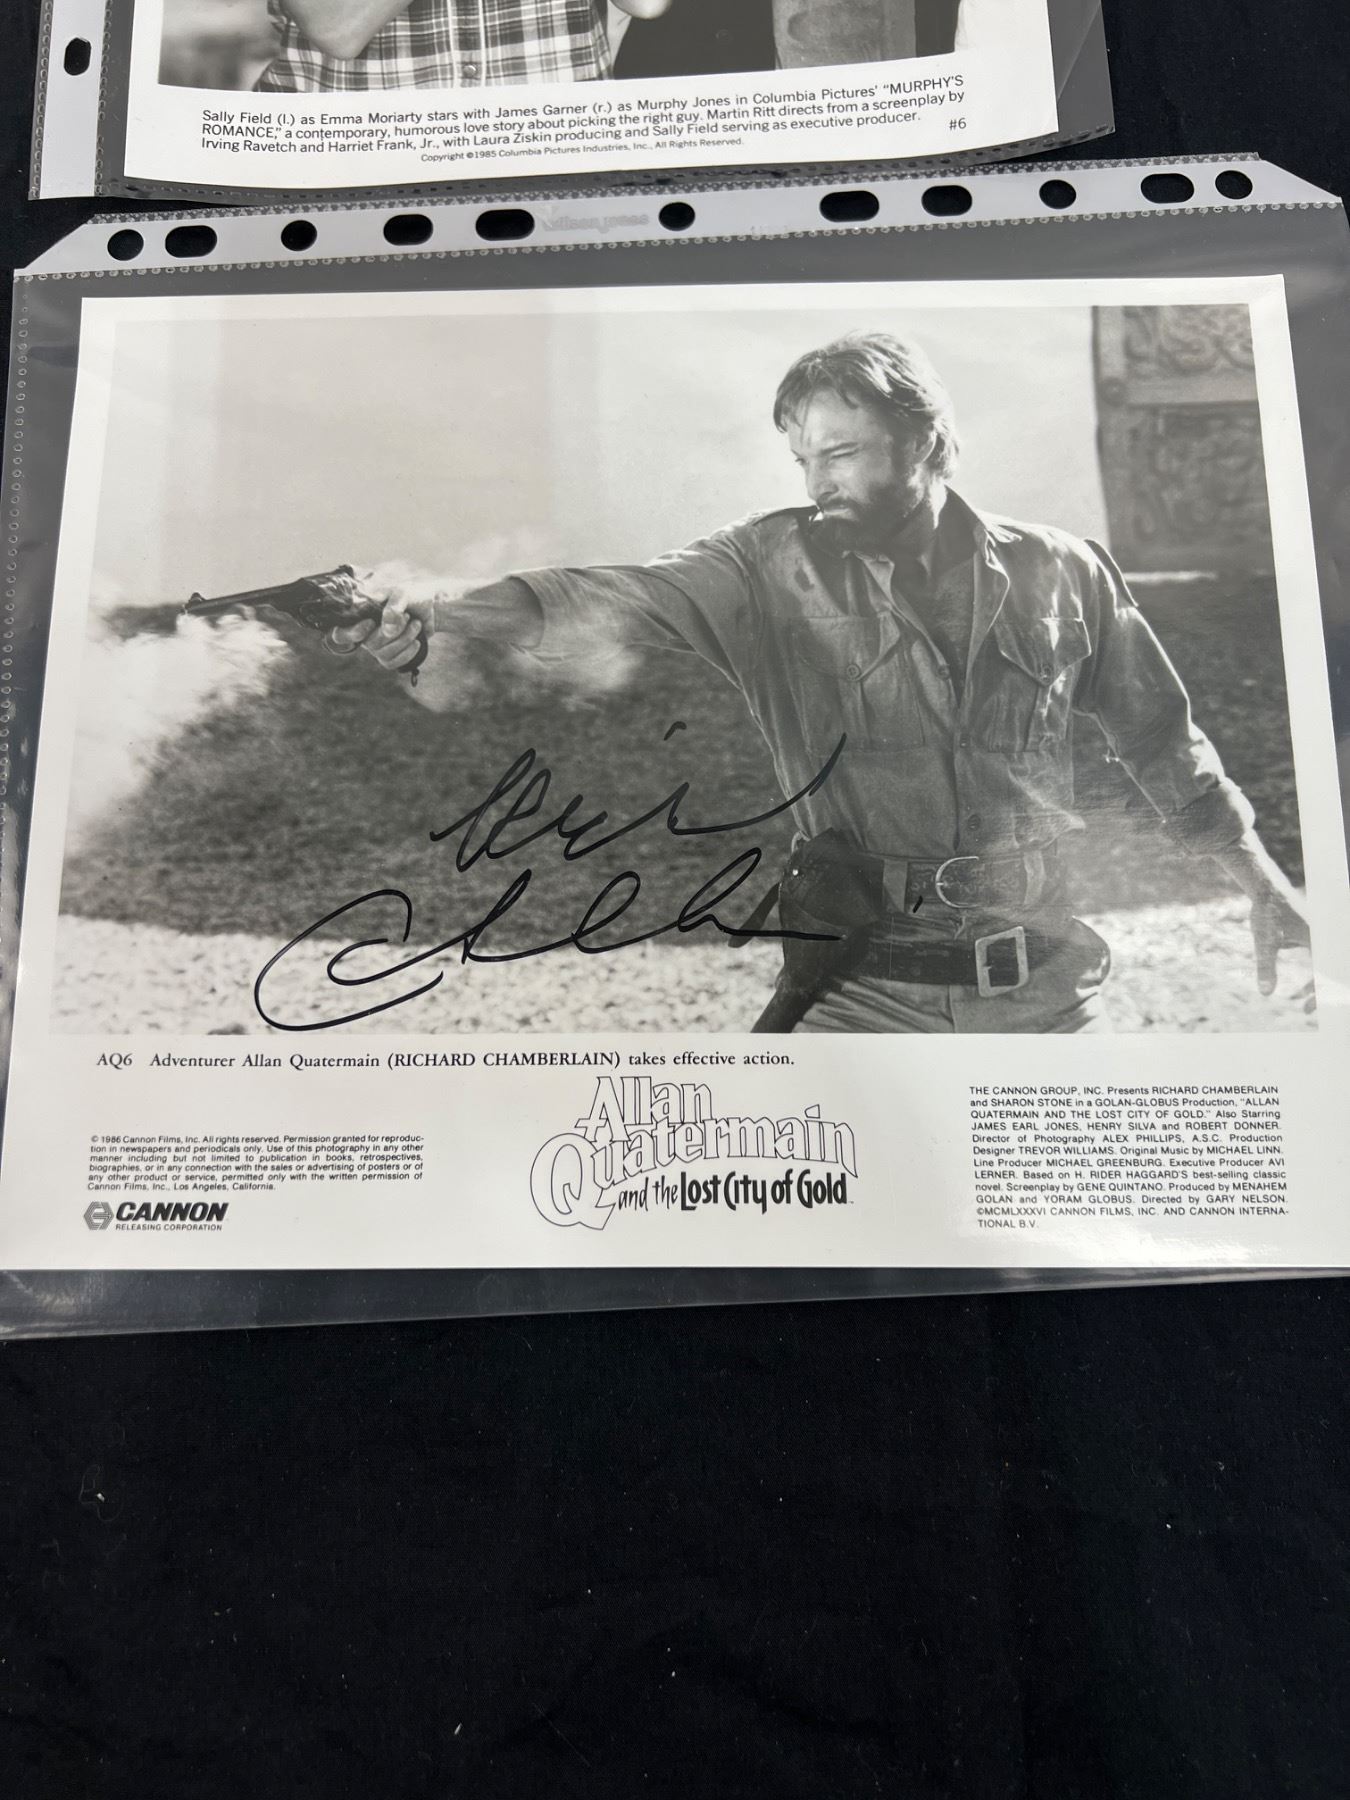 Sally Field (l.) as Emma Moriarty stars with James Garner (r.) as Murphy Jones in Columbia Pictures' "MURPHY'S
ROMANCE," a contemporary, humorous love story about picking the right guy. Martin Ritt directs from a screenplay by
Irving Ravetch and Harriet Frank, Jr., with Laura Ziskin producing and Sally Field serving as executive producer.
#6
Copyright ©1985 Columbia Pictures Industries, Inc., All Rights Reserved.
AQ6 Adventurer Allan Quatermain (RICHARD CHAMBERLAIN) takes effective action.
© 1986 Cannon Films, Inc. All rights reserved. Permission granted for reproduc-
tion in newspapers and periodicals only. Use of this photography in any other
manner including but not limited to publication in books, retrospectives,
biographies, or in any connection with the sales or advertising of posters or of
any other product or service, permitted only with the written permission of
Cannon Films, Inc., Los Angeles, California.
CANNON
RELEASING CORPORATION
Allan
Quatermain
and the Lost City of Gold
THE CANNON GROUP, INC. Presents RICHARD CHAMBERLAIN
and SHARON STONE in a GOLAN-GLOBUS Production, "ALLAN
QUATERMAIN AND THE LOST CITY OF GOLD." Also Starring
JAMES EARL JONES, HENRY SILVA and ROBERT DONNER.
Director of Photography ALEX PHILLIPS, A.S.C. Production
Designer TREVOR WILLIAMS. Original Music by MICHAEL LINN.
Line Producer MICHAEL GREENBURG. Executive Producer AVI
LERNER. Based on H. RIDER HAGGARD'S best-selling classic
novel. Screenplay by GENE QUINTANO. Produced by MENAHEM
GOLAN and YORAM GLOBUS. Directed by GARY NELSON.
©MCMLXXXVI CANNON FILMS, INC. AND CANNON INTERNA-
TIONAL B.V.